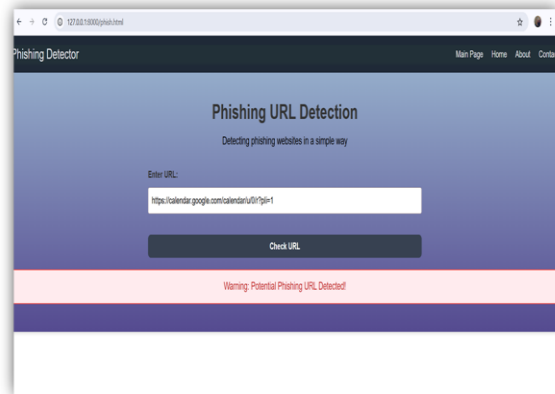 127.0.0.1:8000/phish.html
Phishing Detector
Main Page Home About Contac
Phishing URL Detection
Detecting phishing websites in a simple way
Enter URL:
https://calendar.google.com/calendar/u/0/r?pli=1
Check URL
Warning: Potential Phishing URL Detected!